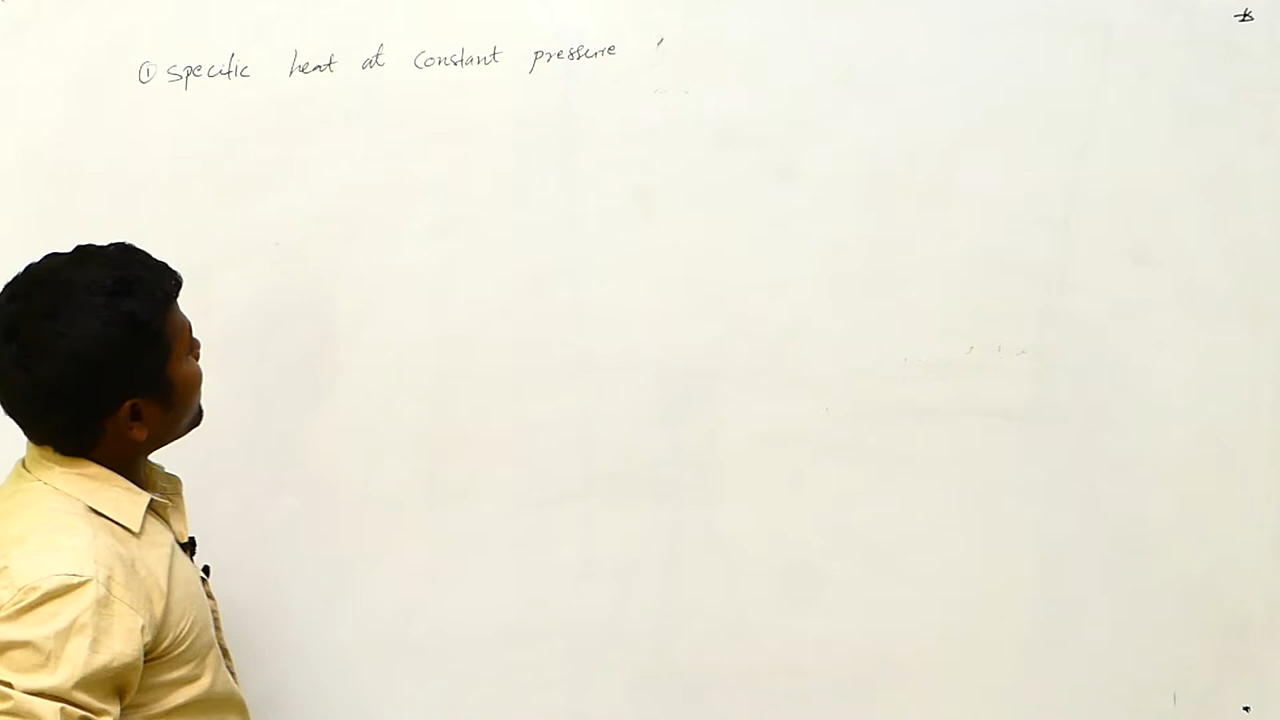 ① Specific heat at constant pressure